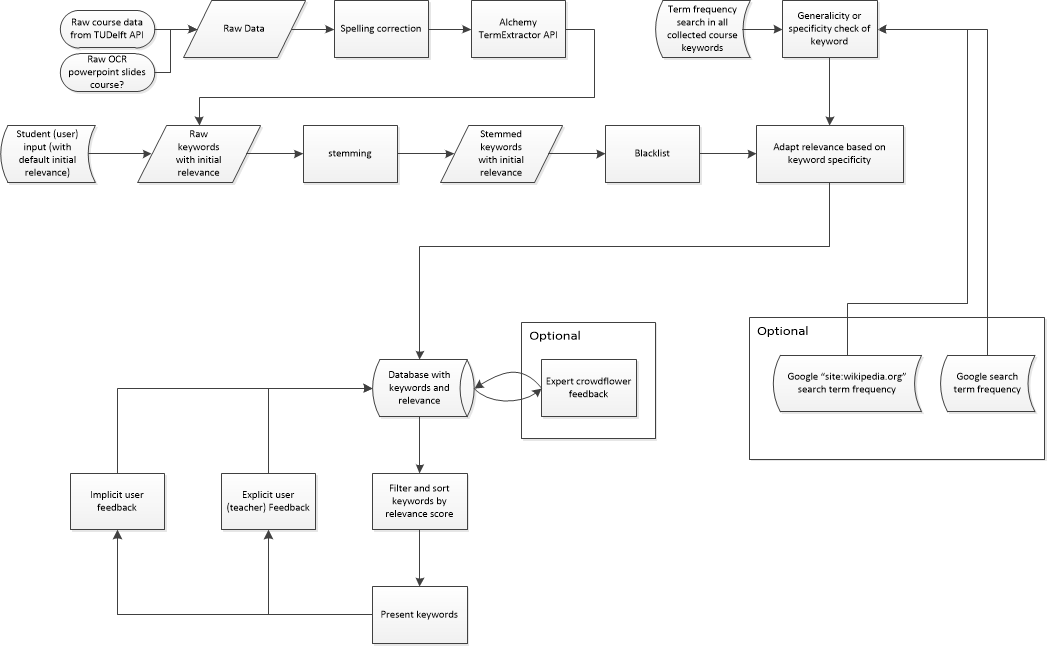 Raw course data
from TUDelft API
Raw OCR
powerpoint slides
course?
Raw Data
Spelling correction
Alchemy
TermExtractor API
Term frequency
search in all
collected course
keywords
Generalicity or
specificity check of
keyword
Student (user)
input (with
default initial
relevance)
Raw
keywords
with initial
relevance
stemming
Stemmed
keywords
with initial
relevance
Blacklist
Adapt relevance based on
keyword specificity
Optional
Google “site:wikipedia.org”
search term frequency
Google search
term frequency
Optional
Expert crowdflower
feedback
Database with
keywords and
relevance
Implicit user
feedback
Explicit user
(teacher) Feedback
Filter and sort
keywords by
relevance score
Present keywords